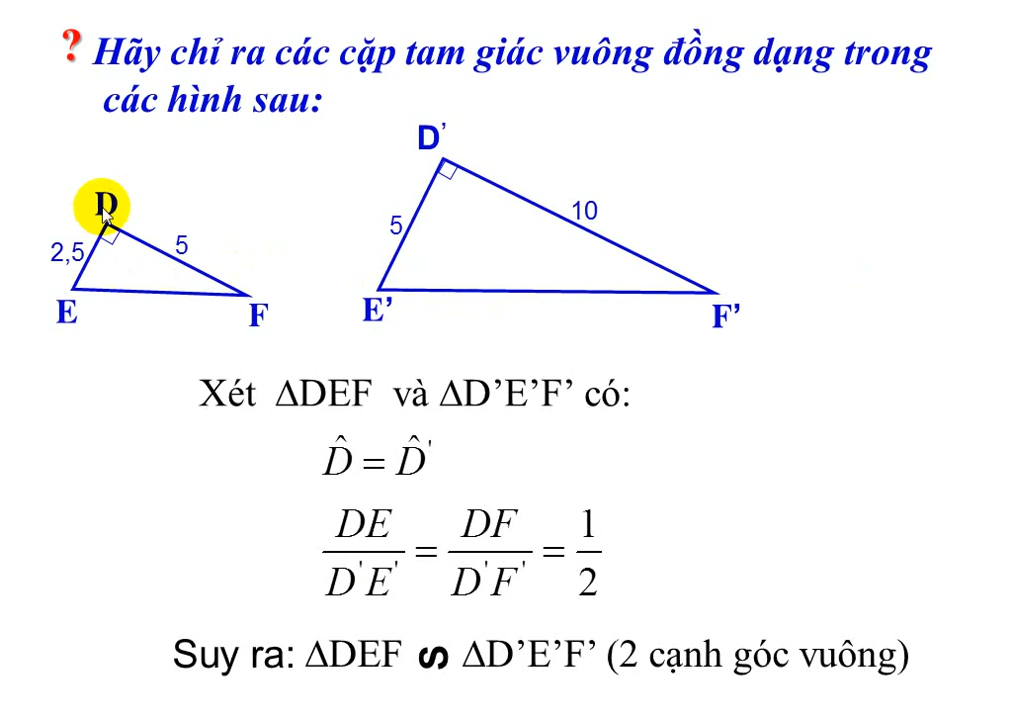 ? Hãy chỉ ra các cặp tam giác vuông đồng dạng trong
các hình sau:
D’
D
2,5
5
5
10
E
F
E’
F’
Xét ΔDEF và ΔD’E’F’ có:
D̂ = D̂'
DE/D'E' = DF/D'F' = 1/2
Suy ra: ΔDEF ∽ ΔD’E’F’ (2 cạnh góc vuông)